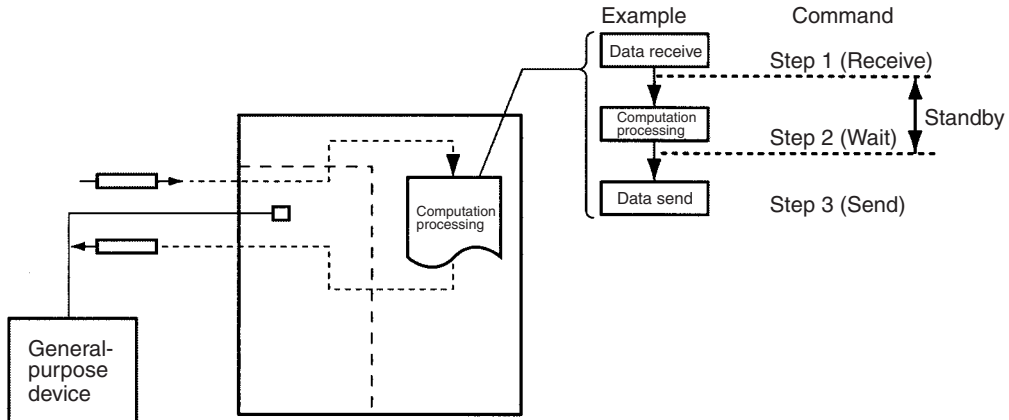 Example
Command
Data receive
Step 1 (Receive)
Computation
processing
Standby
Step 2 (Wait)
Data send
Step 3 (Send)
Computation
processing
General-
purpose
device